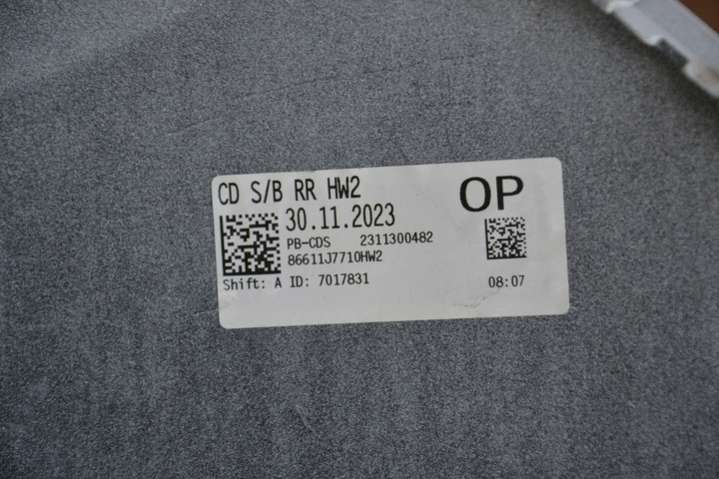 CD S/B RR HW2
OP
30.11.2023
PB-CDS 2311300482
86611J7710HW2
Shift: A ID: 7017831
08:07